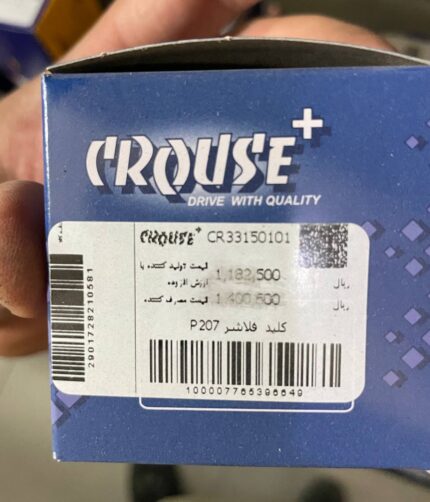 CROUSE+
DRIVE WITH QUALITY
CROUSE+ CR33150101
قیمت تولید کننده با
ارزش افزوده
1,182,500 ریال
قیمت مصرف کننده 1,400,500 ریال
کلید فلاشر P207
100007765396649
2901728210581